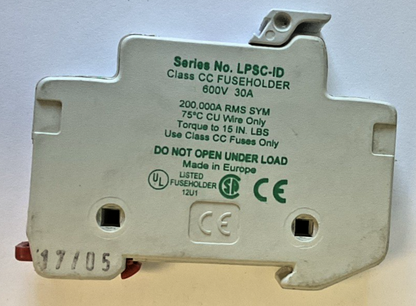 Series No. LPSC-ID
Class CC FUSEHOLDER
600V 30A
200,000A RMS SYM
75°C CU Wire Only
Torque to 15 IN. LBS
Use Class CC Fuses Only
DO NOT OPEN UNDER LOAD
Made in Europe
UL LISTED FUSEHOLDER 12U1 SA CE
CE
17/05